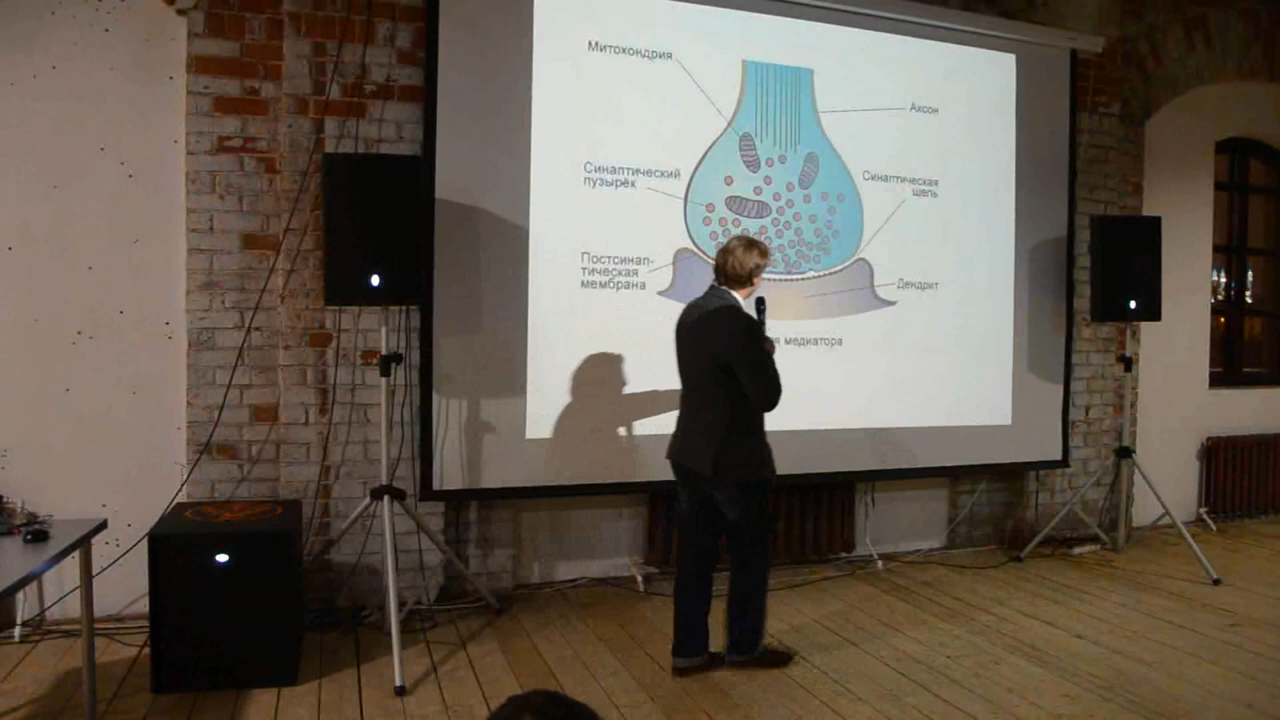 Митохондрия
Аксон
Синаптический
пузырёк
Синаптическая
щель
Постсинап-
тическая
мембрана
Дендрит
медиатора